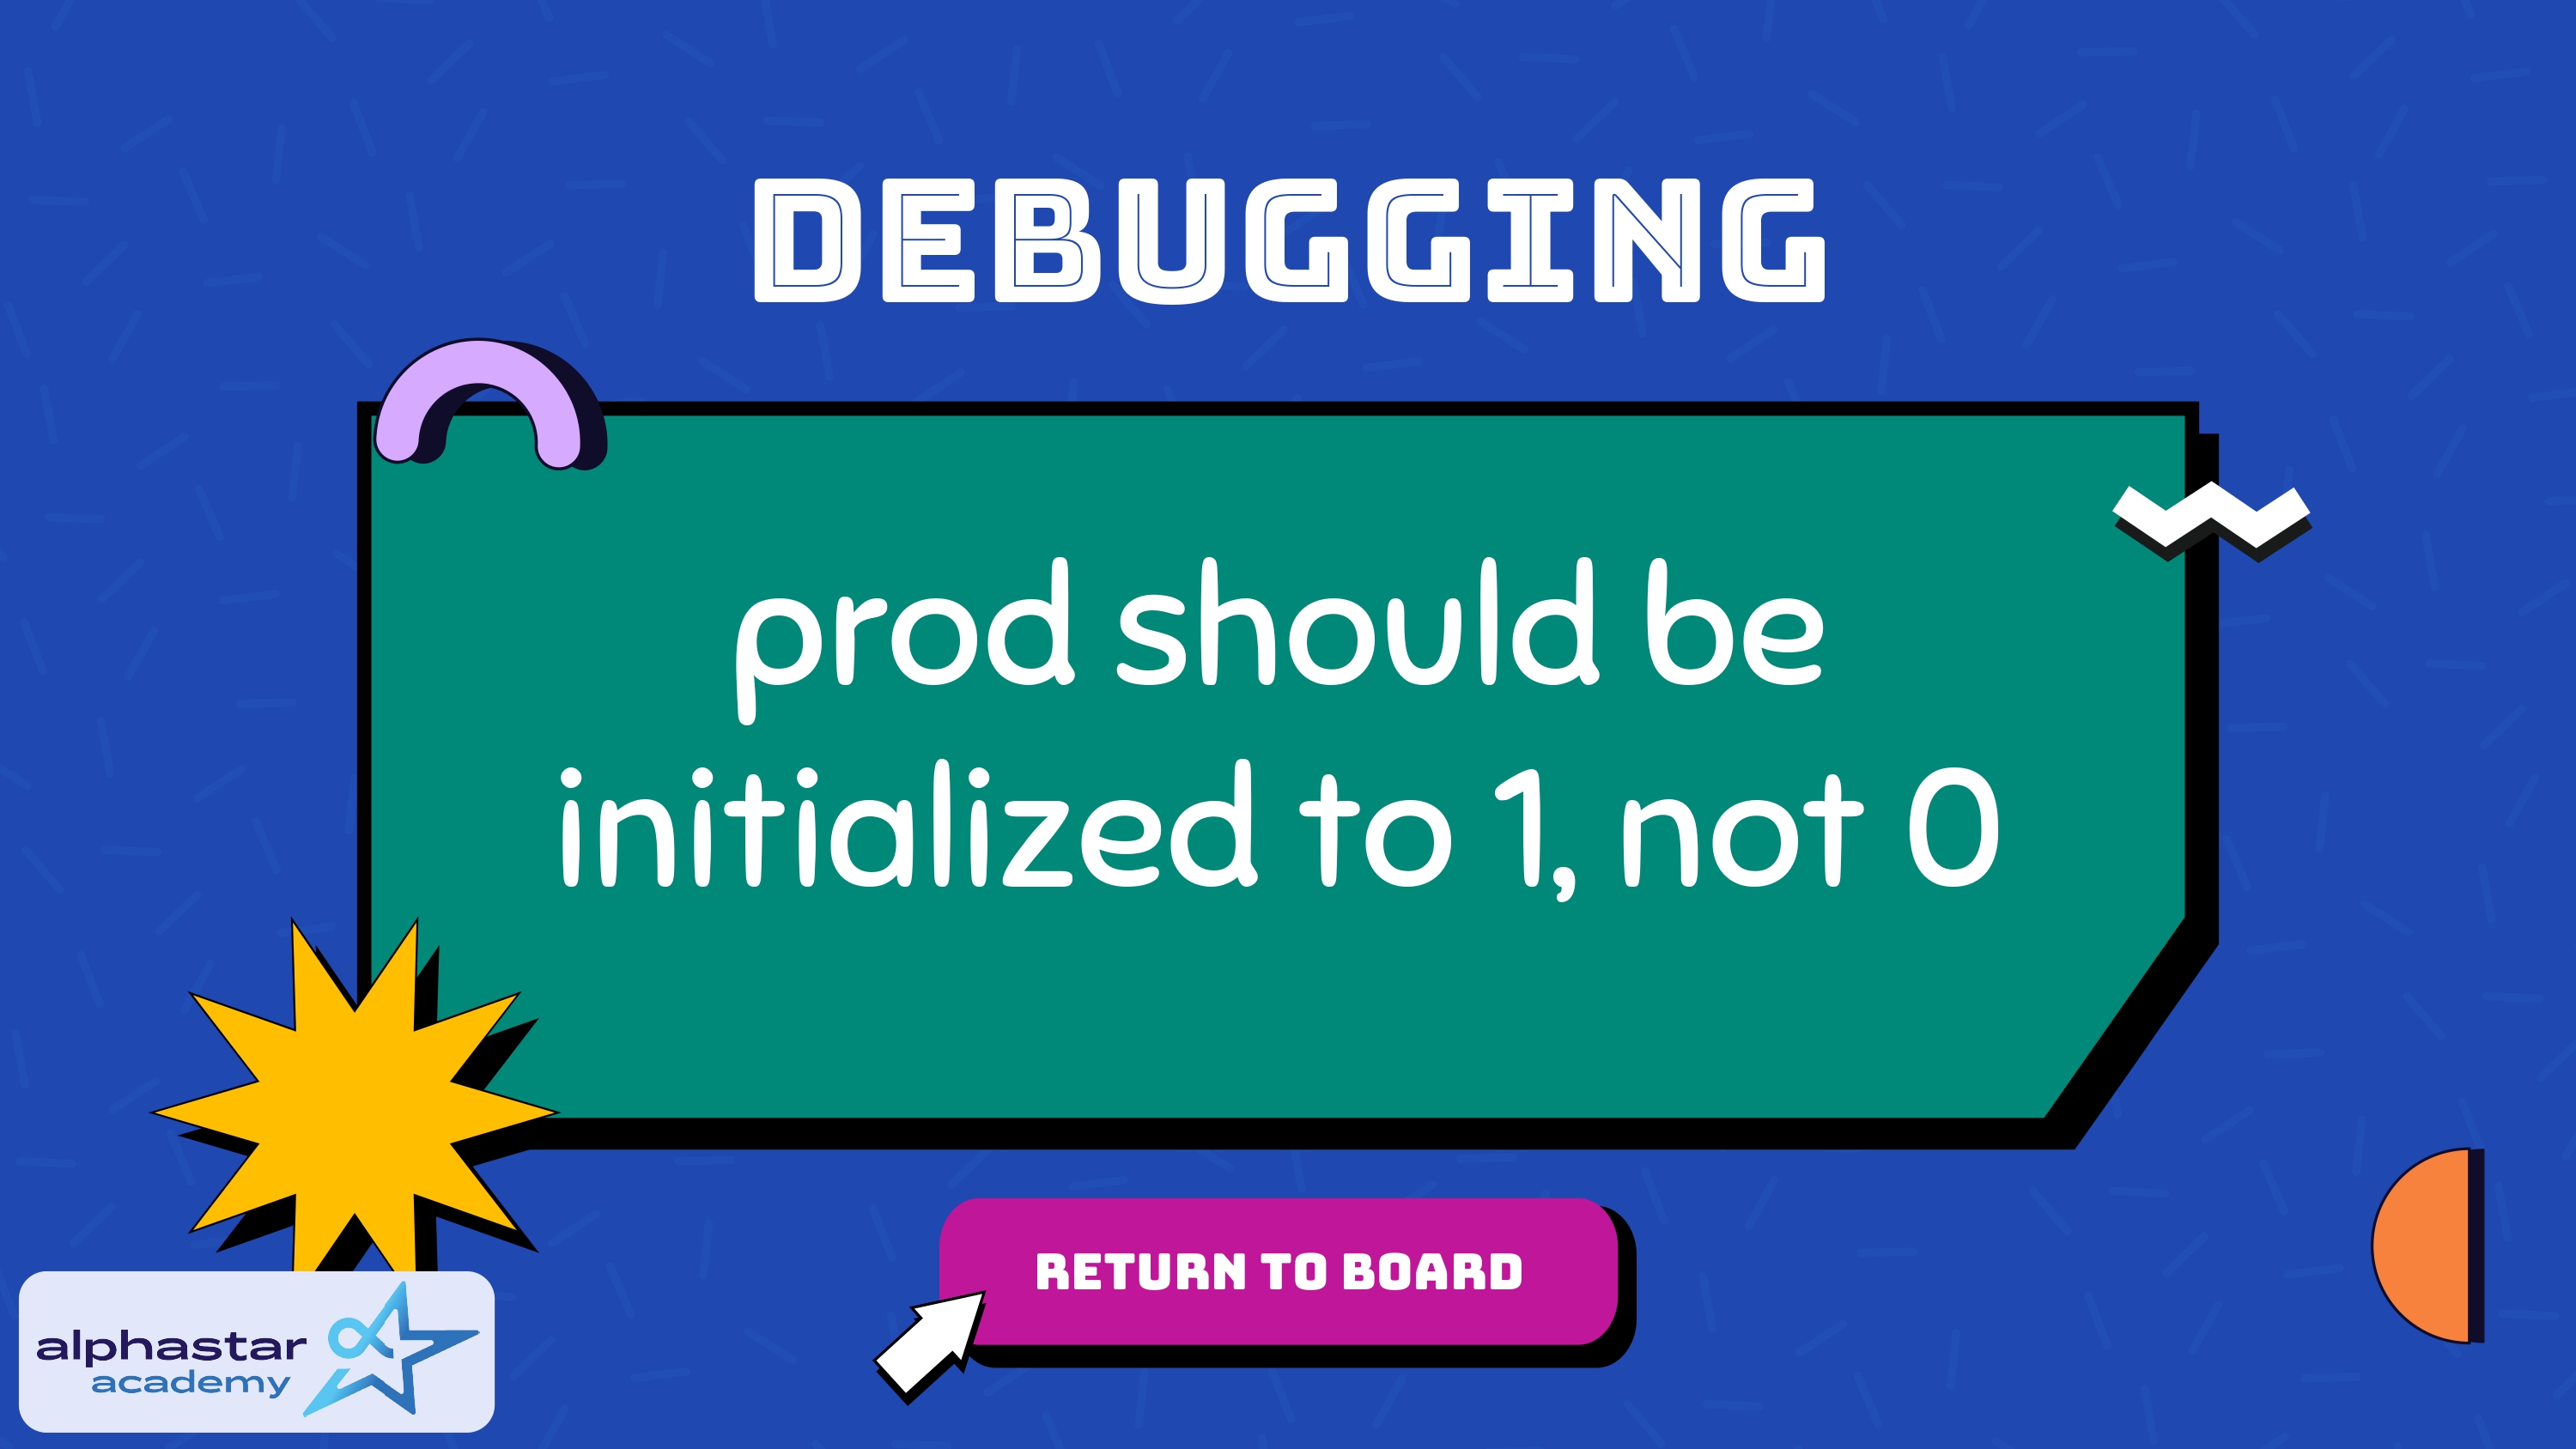 DEBUGGING
prod should be
initialized to 1, not 0
RETURN TO BOARD
alphastar
academy